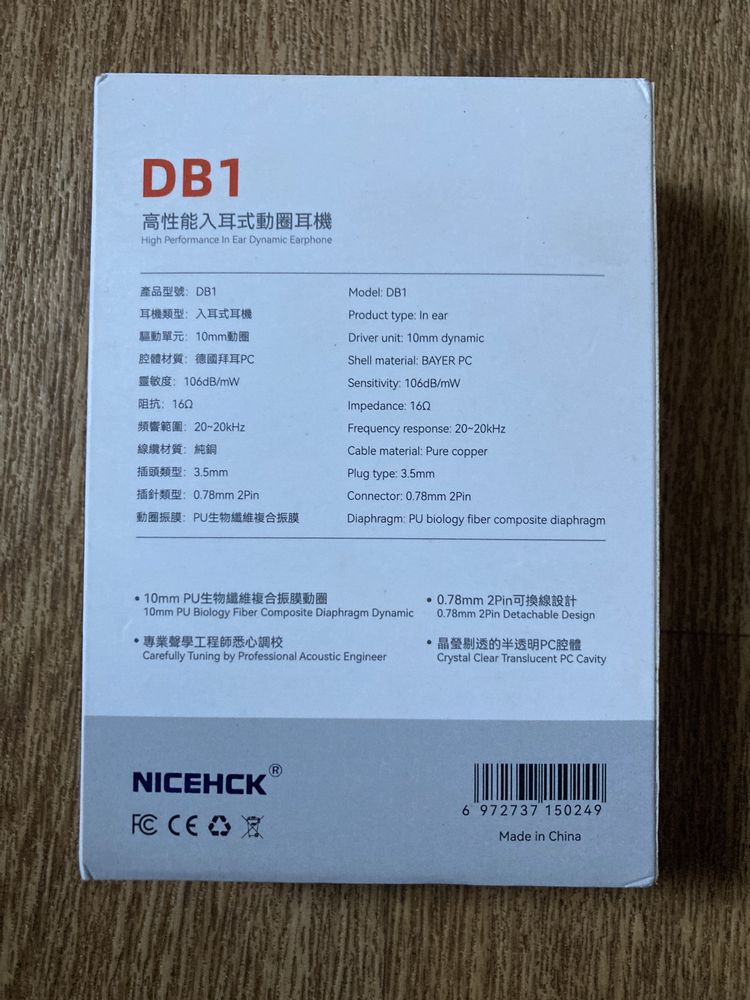 DB1
高性能入耳式動圈耳機
High Performance In Ear Dynamic Earphone
產品型號: DB1
耳機類型: 入耳式耳機
驅動單元: 10mm動圈
腔體材質: 德國拜耳PC
靈敏度: 106dB/mW
阻抗: 16Ω
頻響範圍: 20~20kHz
線纜材質: 純銅
插頭類型: 3.5mm
插針類型: 0.78mm 2Pin
動圈振膜: PU生物纖維複合振膜
Model: DB1
Product type: In ear
Driver unit: 10mm dynamic
Shell material: BAYER PC
Sensitivity: 106dB/mW
Impedance: 16Ω
Frequency response: 20~20kHz
Cable material: Pure copper
Plug type: 3.5mm
Connector: 0.78mm 2Pin
Diaphragm: PU biology fiber composite diaphragm
• 10mm PU生物纖維複合振膜動圈
10mm PU Biology Fiber Composite Diaphragm Dynamic
• 專業聲學工程師悉心調校
Carefully Tuning by Professional Acoustic Engineer
• 0.78mm 2Pin可換線設計
0.78mm 2Pin Detachable Design
• 晶瑩剔透的半透明PC腔體
Crystal Clear Translucent PC Cavity
NICEHCK®
FC CE
6 972737 150249
Made in China